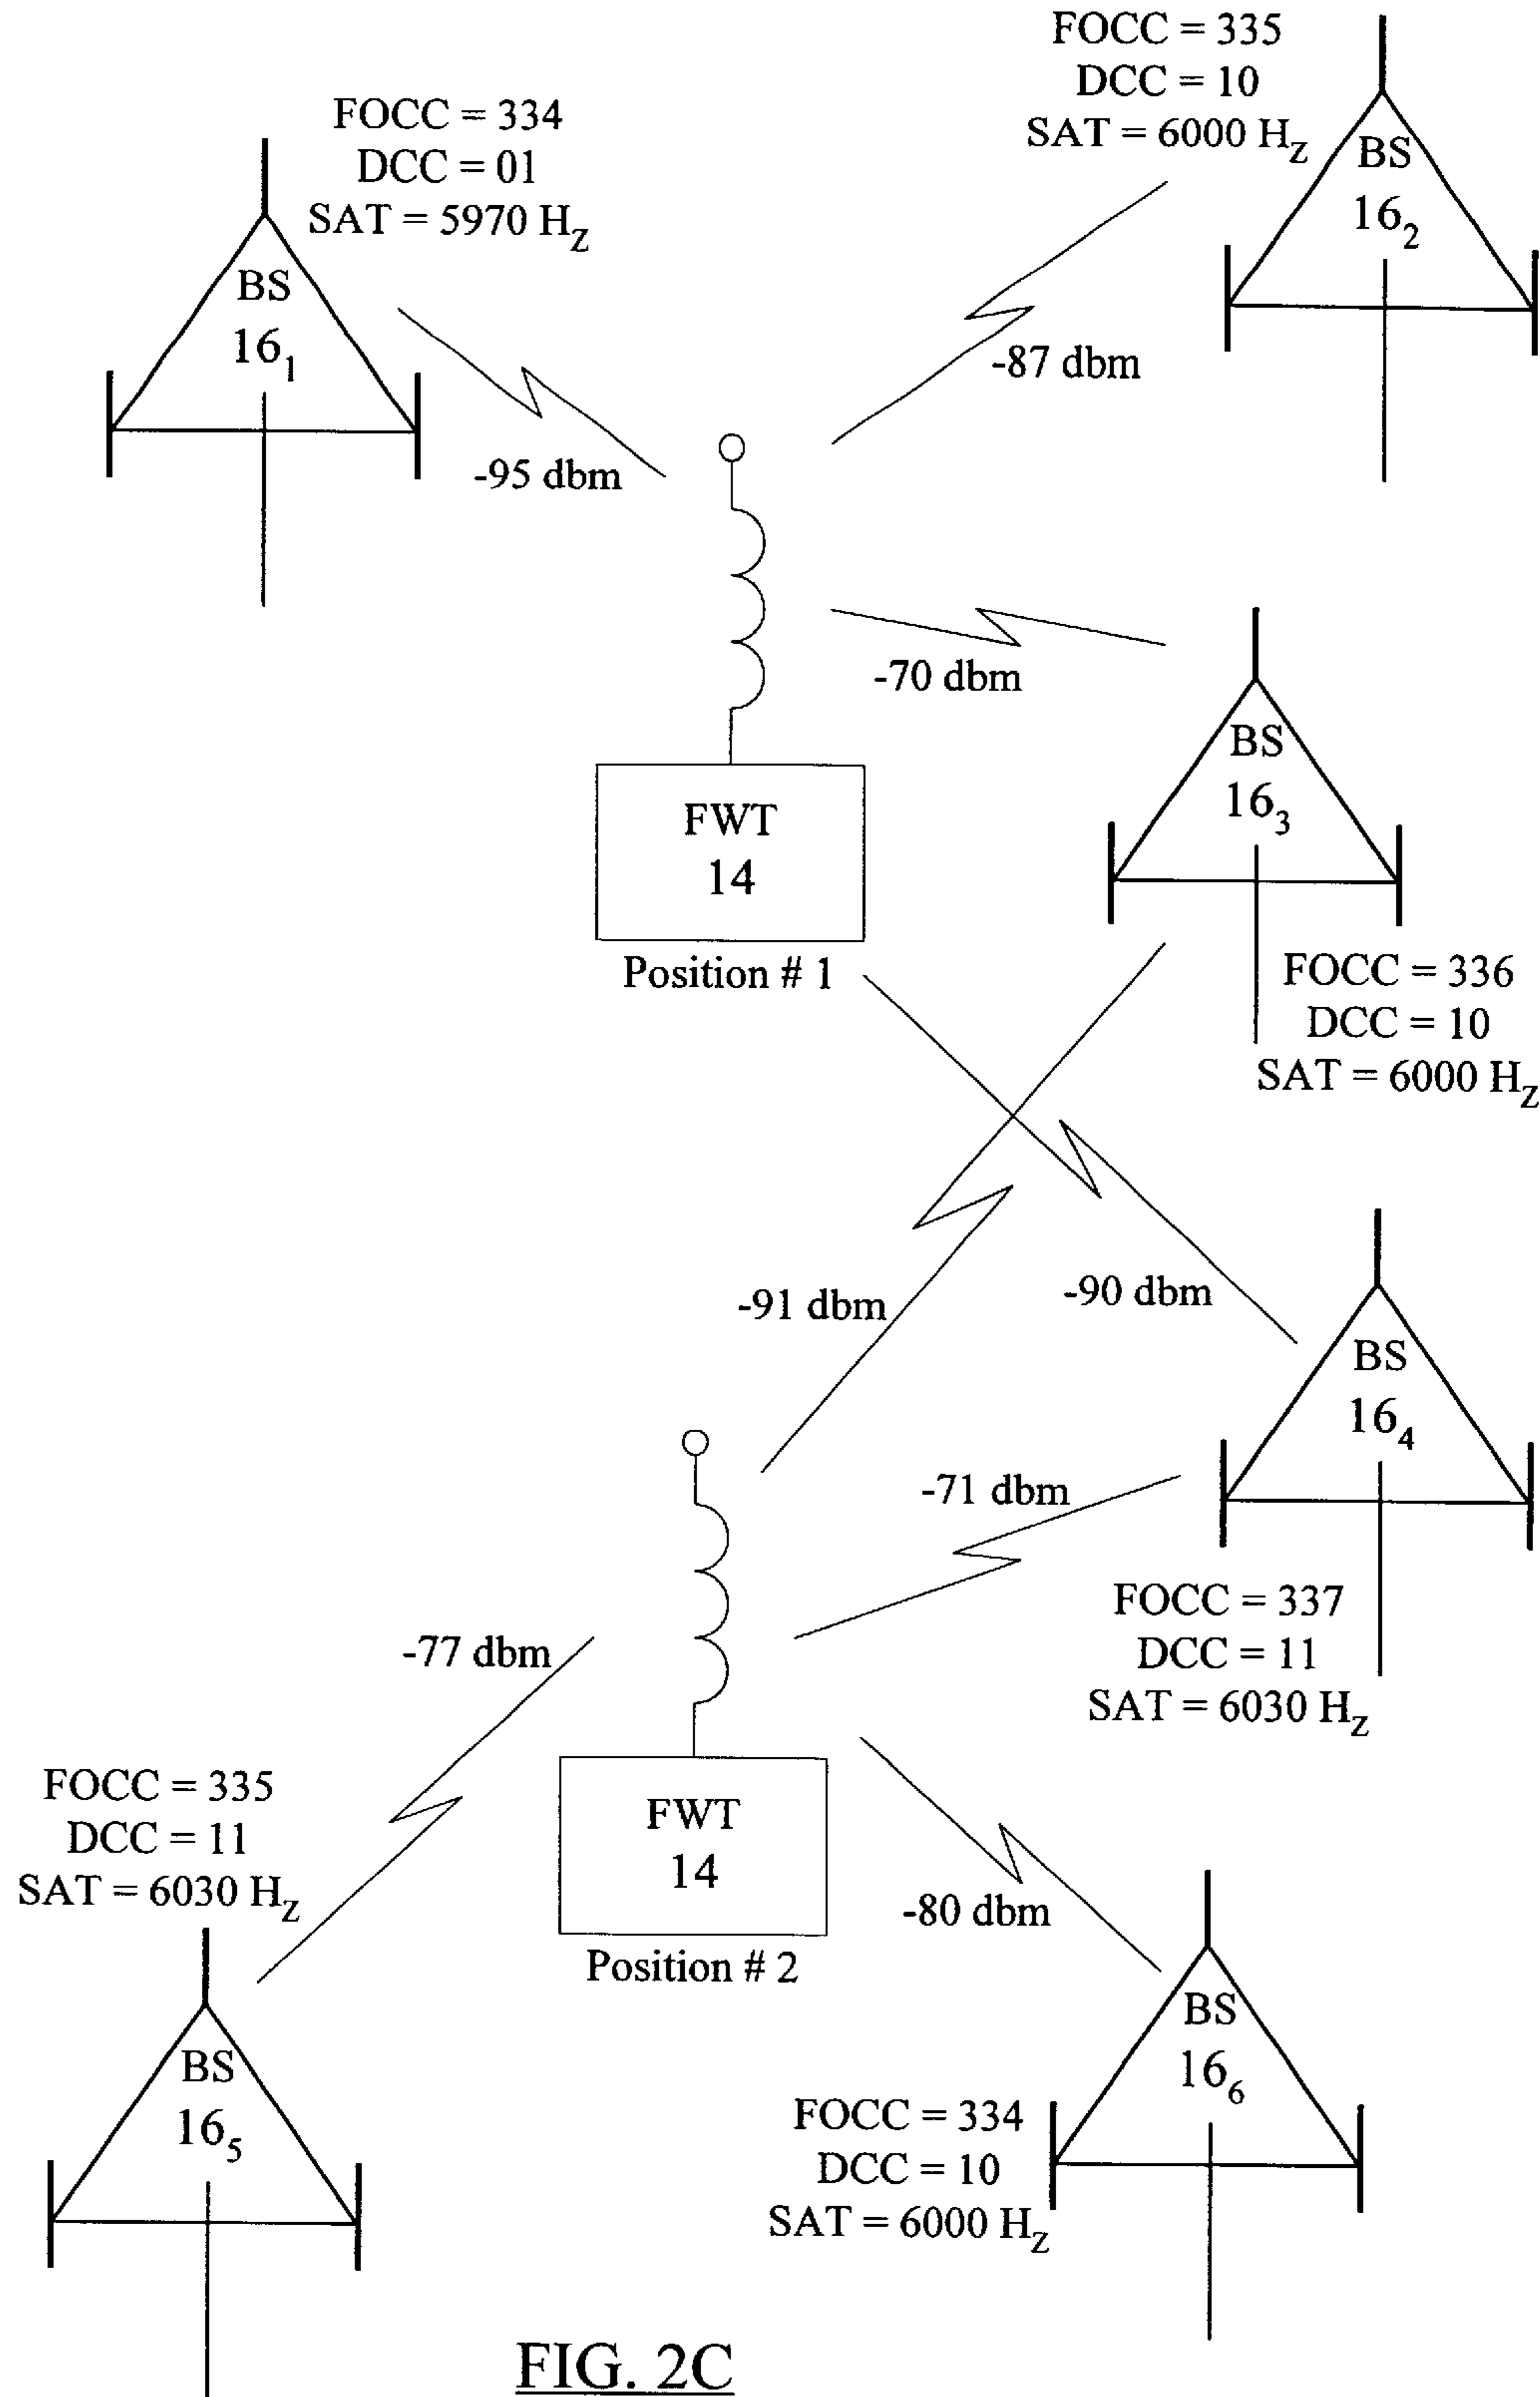 FOCC = 335
DCC = 10
SAT = 6000 HZ
BS
16₂
FOCC = 334
DCC = 01
SAT = 5970 HZ
BS
16₁
-87 dbm
-95 dbm
-70 dbm
BS
16₃
FWT
14
Position # 1
FOCC = 336
DCC = 10
SAT = 6000 HZ
-91 dbm
-90 dbm
BS
16₄
-71 dbm
FOCC = 337
DCC = 11
SAT = 6030 HZ
-77 dbm
FOCC = 335
DCC = 11
SAT = 6030 HZ
FWT
14
Position # 2
-80 dbm
BS
16₅
BS
16₆
FOCC = 334
DCC = 10
SAT = 6000 HZ
FIG. 2C